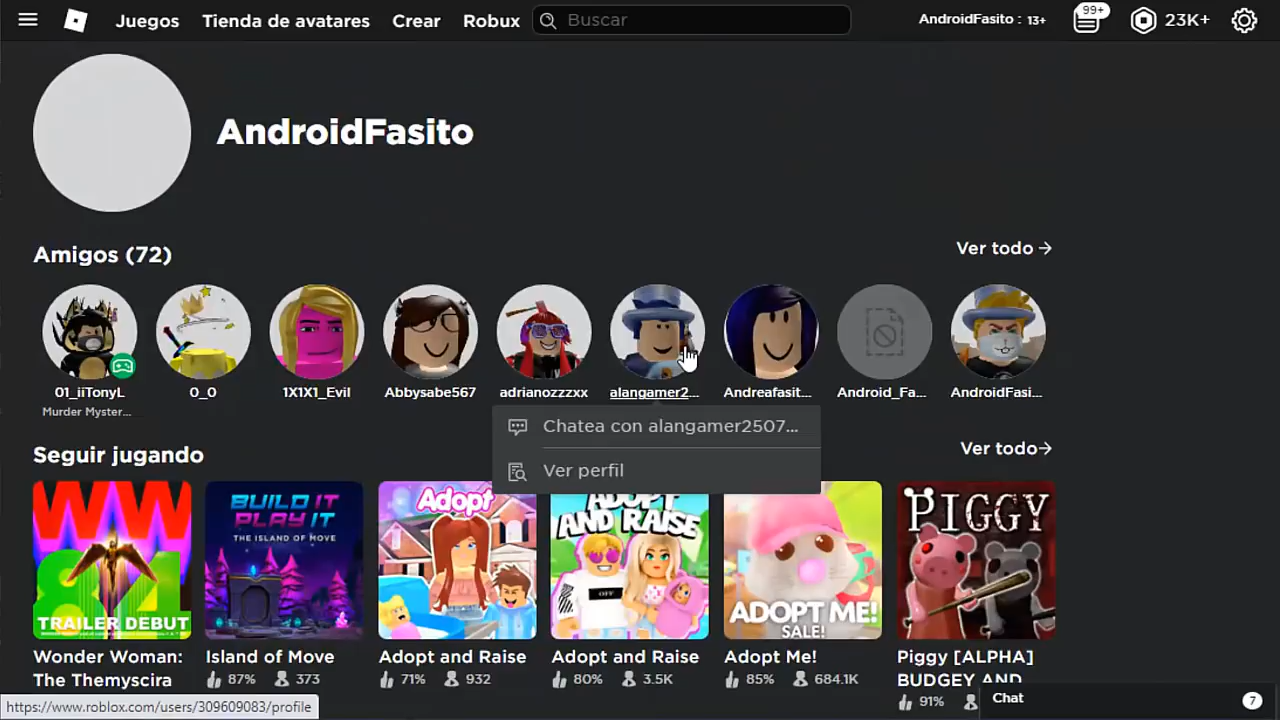 Juegos Tienda de avatares Crear Robux Buscar AndroidFasito : 13+ 99+ 23K+
AndroidFasito
Amigos (72) Ver todo →
01_iiTonyL 0_0 1X1X1_Evil Abbysabe567 adrianozzzxx alangamer2... Andreafasit... Android_Fa... AndroidFasi...
Murder Myster...
Chatea con alangamer2507...
Ver perfil
Seguir jugando Ver todo→
WW
84
TRAILER DEBUT
BUILD IT
PLAY IT
THE ISLAND OF MOVE
Adopt
ADOPT
AND RAISE
OFF
ADOPT ME!
SALE!
PIGGY
Wonder Woman: Island of Move Adopt and Raise Adopt and Raise Adopt Me! Piggy [ALPHA]
The Themyscira 87% 373 71% 932 80% 3.5K 85% 684.1K BUDGEY AND
91%
Chat 7
https://www.roblox.com/users/309609083/profile